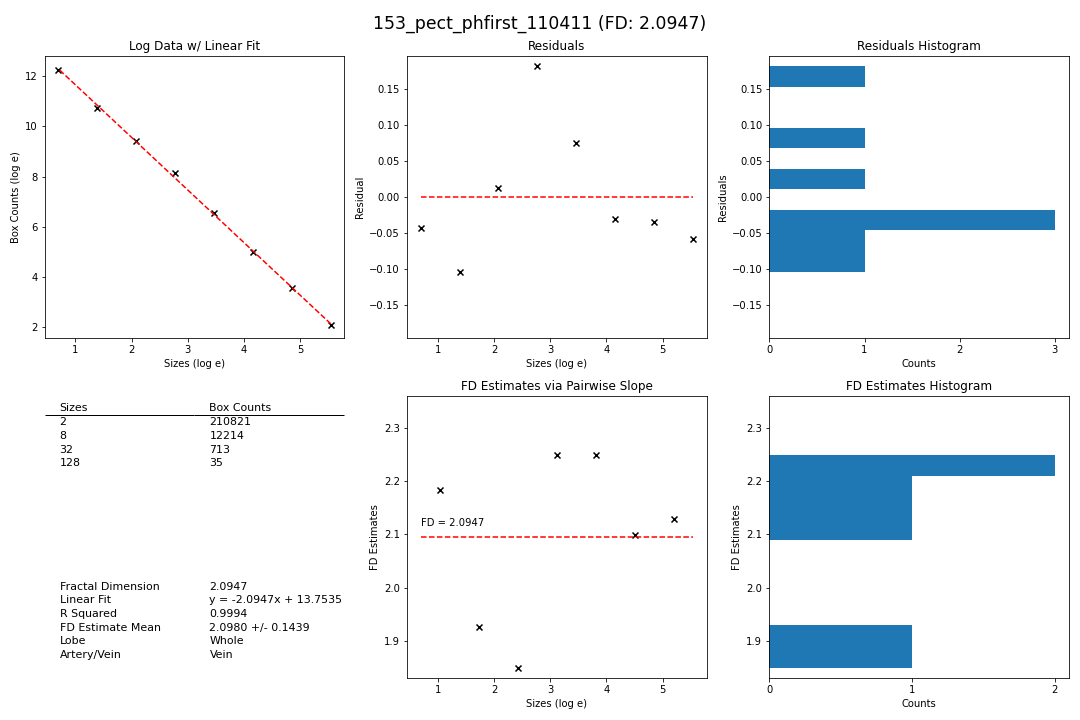 153_pect_phfirst_110411 (FD: 2.0947)
Log Data w/ Linear Fit
12
10
8
6
4
2
Box Counts (log e)
1 2 3 4 5
Sizes (log e)
Residuals
0.15
0.10
0.05
0.00
−0.05
−0.10
−0.15
Residual
1 2 3 4 5
Sizes (log e)
Residuals Histogram
0.15
0.10
0.05
0.00
−0.05
−0.10
−0.15
Residuals
0 1 2 3
Counts
Sizes Box Counts
2 210821
8 12214
32 713
128 35
Fractal Dimension 2.0947
Linear Fit y = -2.0947x + 13.7535
R Squared 0.9994
FD Estimate Mean 2.0980 +/- 0.1439
Lobe Whole
Artery/Vein Vein
FD Estimates via Pairwise Slope
2.3
2.2
2.1
2.0
1.9
FD Estimates
FD = 2.0947
1 2 3 4 5
Sizes (log e)
FD Estimates Histogram
2.3
2.2
2.1
2.0
1.9
FD Estimates
0 1 2
Counts